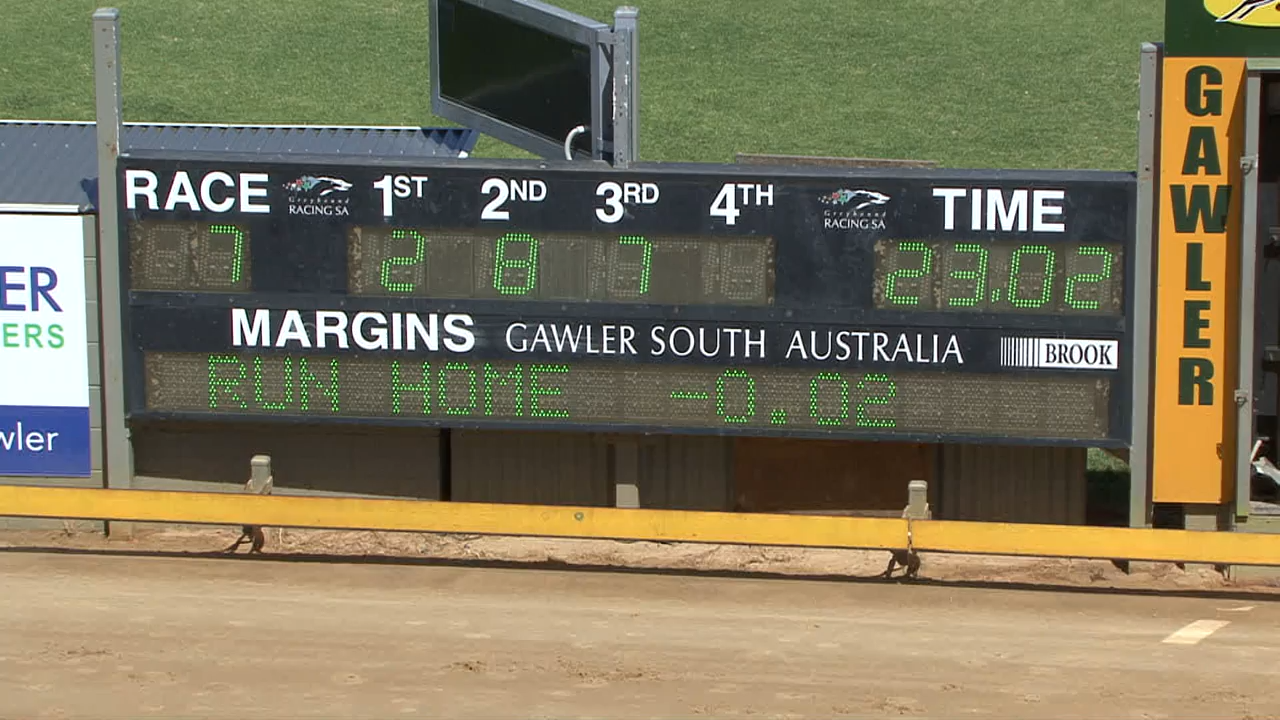 RACE Greyhound RACING SA 1ST 2ND 3RD 4TH Greyhound RACING SA TIME
7 2 8 7 23.02
MARGINS GAWLER SOUTH AUSTRALIA BROOK
RUN HOME -0.02
GAWLER
ER
ERS
wler